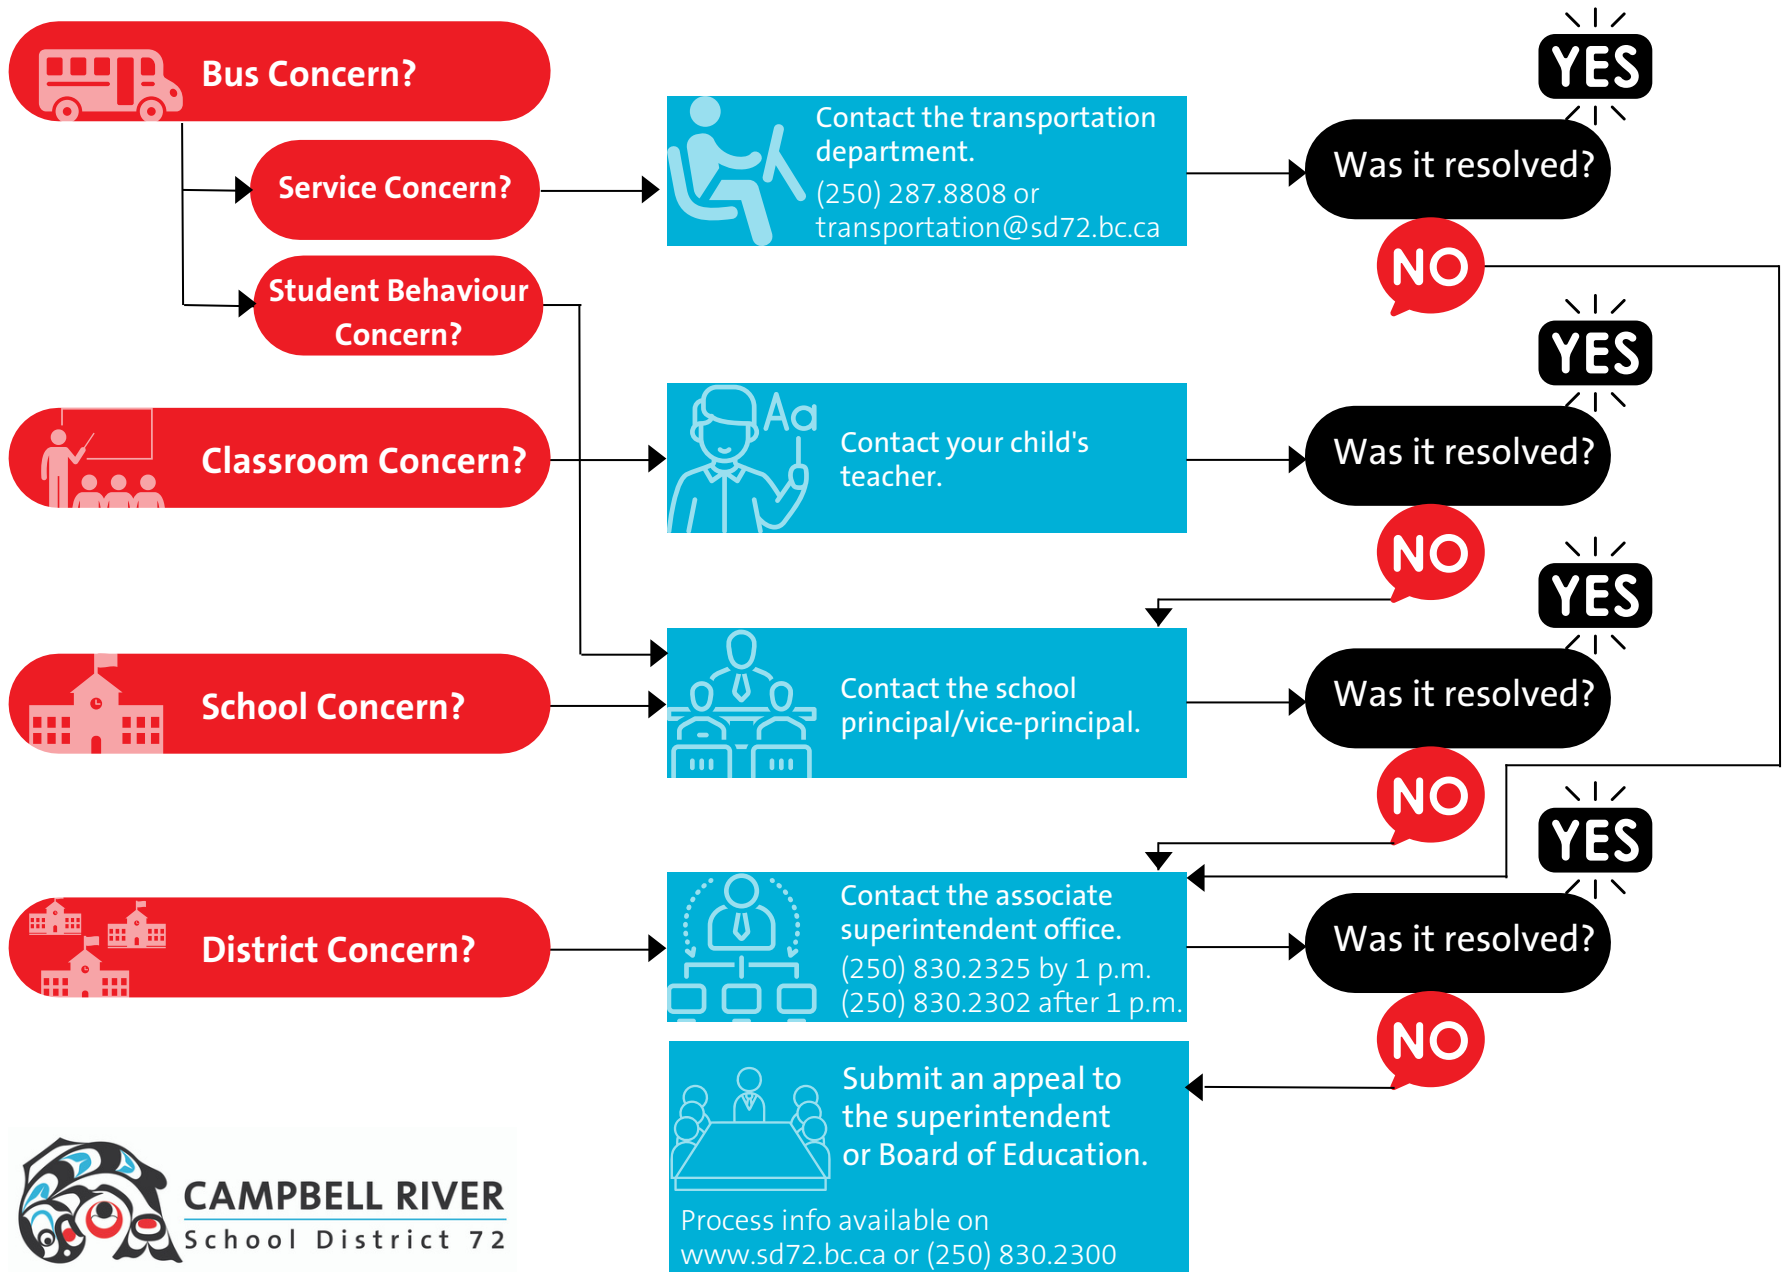 Bus Concern?
YES
Contact the transportation
department.
(250) 287.8808 or
transportation@sd72.bc.ca
Was it resolved?
Service Concern?
NO
Student Behaviour
Concern?
YES
Aa
Classroom Concern?
Contact your child's
teacher.
Was it resolved?
NO
YES
School Concern?
Contact the school
principal/vice-principal.
Was it resolved?
NO
YES
District Concern?
Contact the associate
superintendent office.
(250) 830.2325 by 1 p.m.
(250) 830.2302 after 1 p.m.
Was it resolved?
NO
Submit an appeal to
the superintendent
or Board of Education.
Process info available on
www.sd72.bc.ca or (250) 830.2300
CAMPBELL RIVER
School District 72